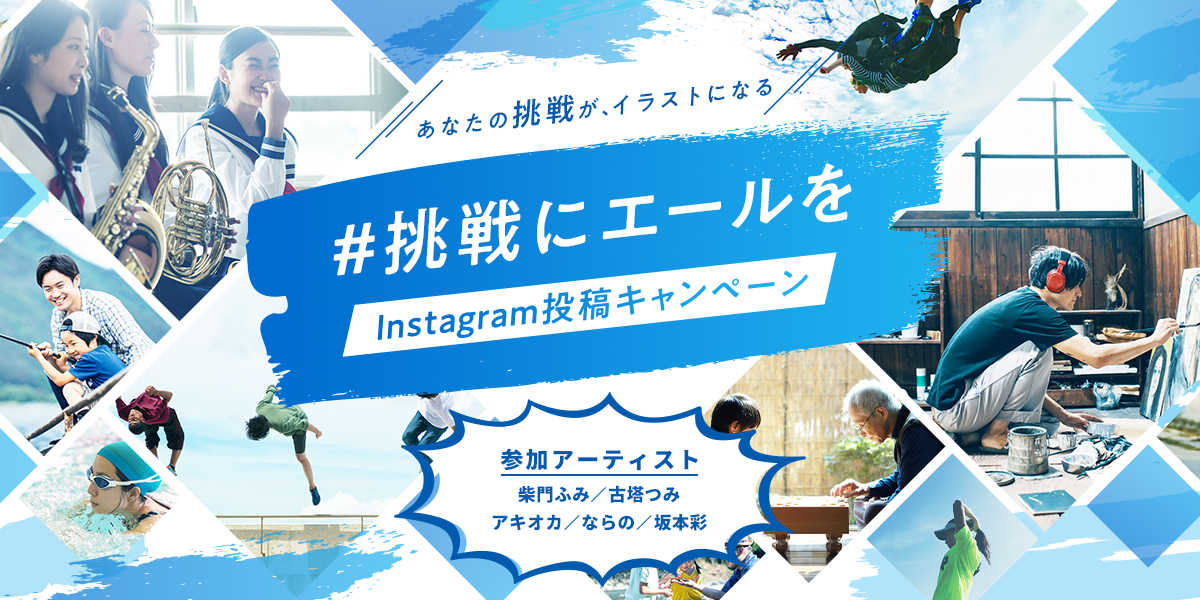 あなたの挑戦が、イラストになる
#挑戦にエールを
Instagram投稿キャンペーン
参加アーティスト
柴門ふみ／古塔つみ
アキオカ／ならの／坂本彩